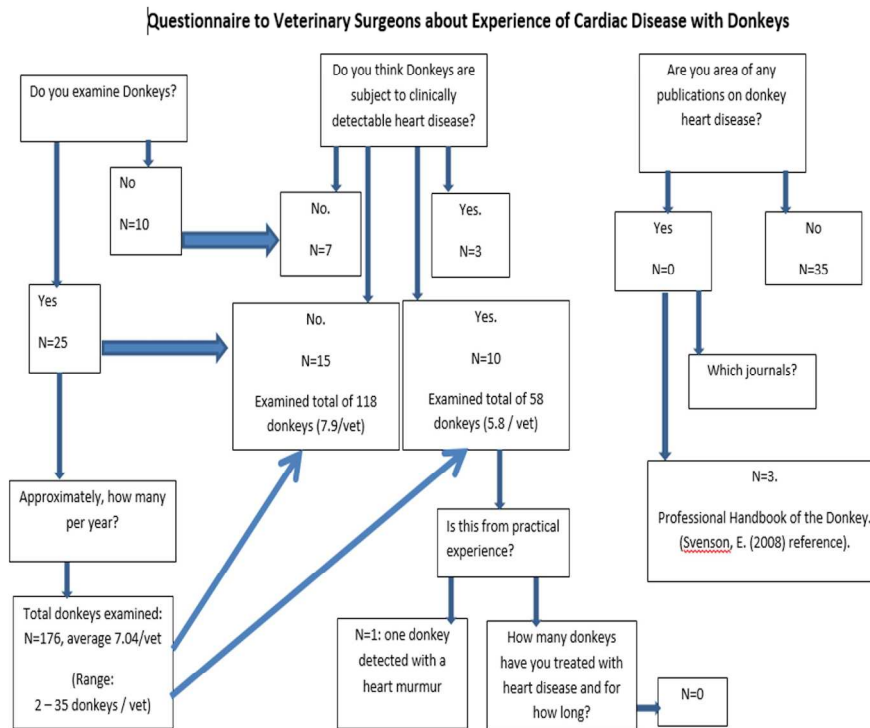 Questionnaire to Veterinary Surgeons about Experience of Cardiac Disease with Donkeys
Do you examine Donkeys?
Do you think Donkeys are
subject to clinically
detectable heart disease?
Are you area of any
publications on donkey
heart disease?
No
N=10
No.
N=7
Yes.
N=3
Yes
N=0
No
N=35
Yes
N=25
No.
N=15
Examined total of 118
donkeys (7.9/vet)
Yes.
N=10
Examined total of 58
donkeys (5.8 / vet)
Which journals?
Approximately, how many
per year?
Is this from practical
experience?
N=3.
Professional Handbook of the Donkey.
(Svenson, E. (2008) reference).
Total donkeys examined:
N=176, average 7.04/vet
(Range:
2 – 35 donkeys / vet)
N=1: one donkey
detected with a
heart murmur
How many donkeys
have you treated with
heart disease and for
how long?
N=0